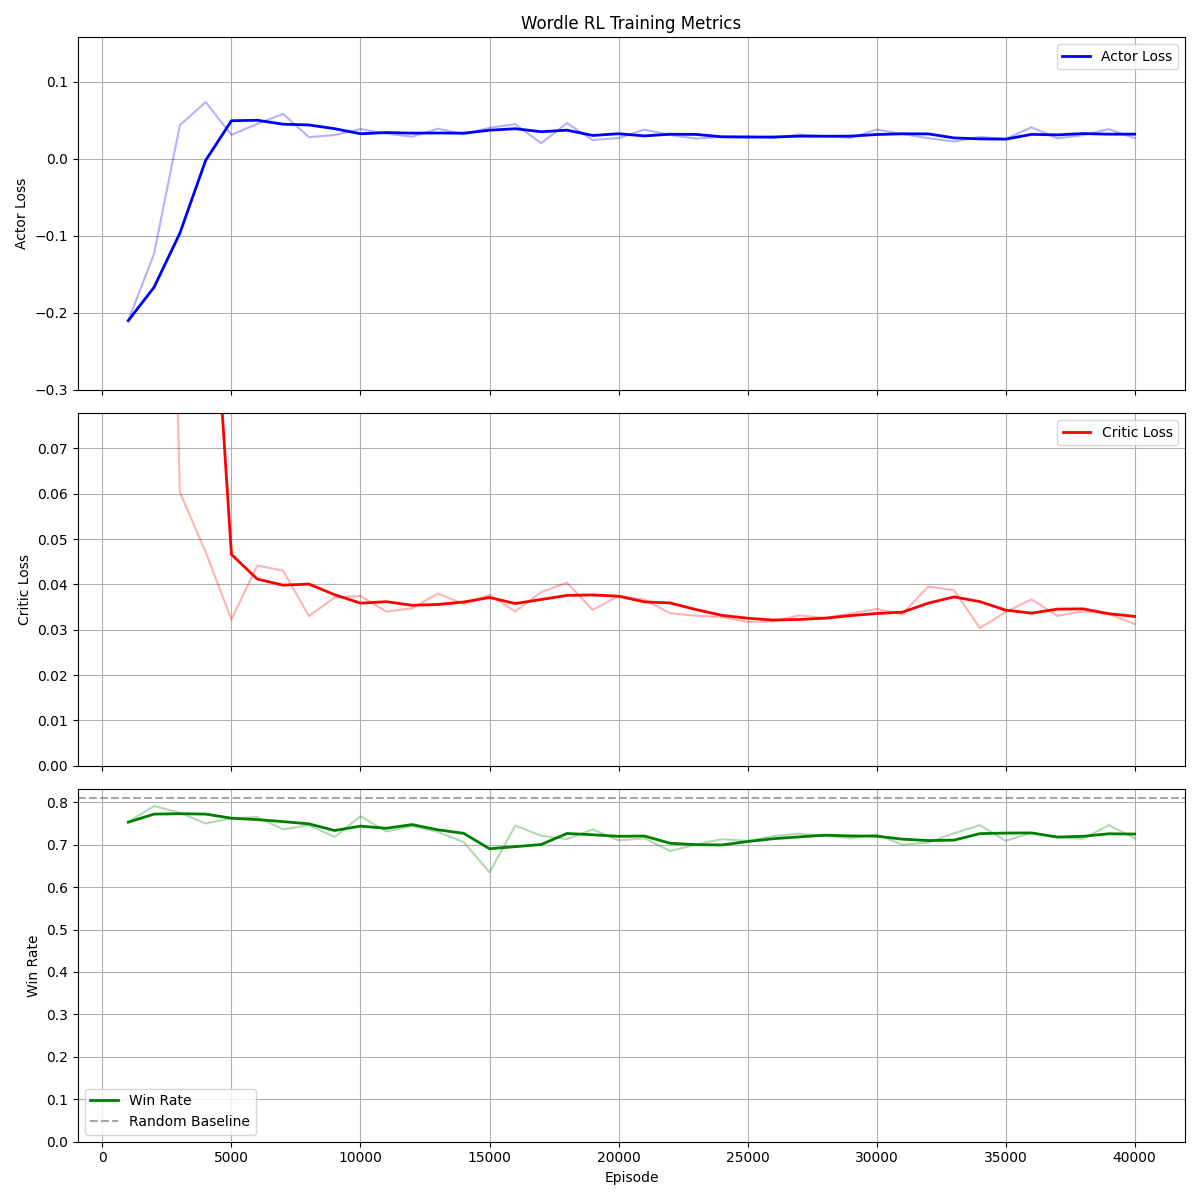 Wordle RL Training Metrics
Actor Loss
0.1
0.0
−0.1
−0.2
−0.3
Actor Loss
Critic Loss
0.07
0.06
0.05
0.04
0.03
0.02
0.01
0.00
Critic Loss
0.8
0.7
0.6
0.5
0.4
0.3
0.2
0.1
0.0
Win Rate
Win Rate
Random Baseline
0 5000 10000 15000 20000 25000 30000 35000 40000
Episode